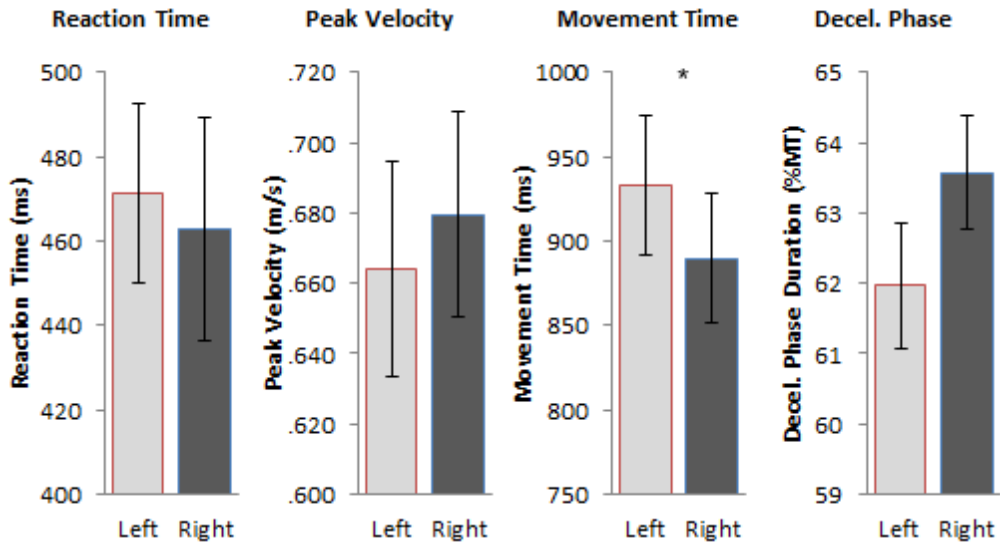 Reaction Time
Peak Velocity
Movement Time
Decel. Phase
Reaction Time (ms)
500
480
460
440
420
400
Left Right
Peak Velocity (m/s)
.720
.700
.680
.660
.640
.620
.600
Left Right
Movement Time (ms)
1000
950
900
850
800
750
*
Left Right
Decel. Phase Duration (%MT)
65
64
63
62
61
60
59
Left Right